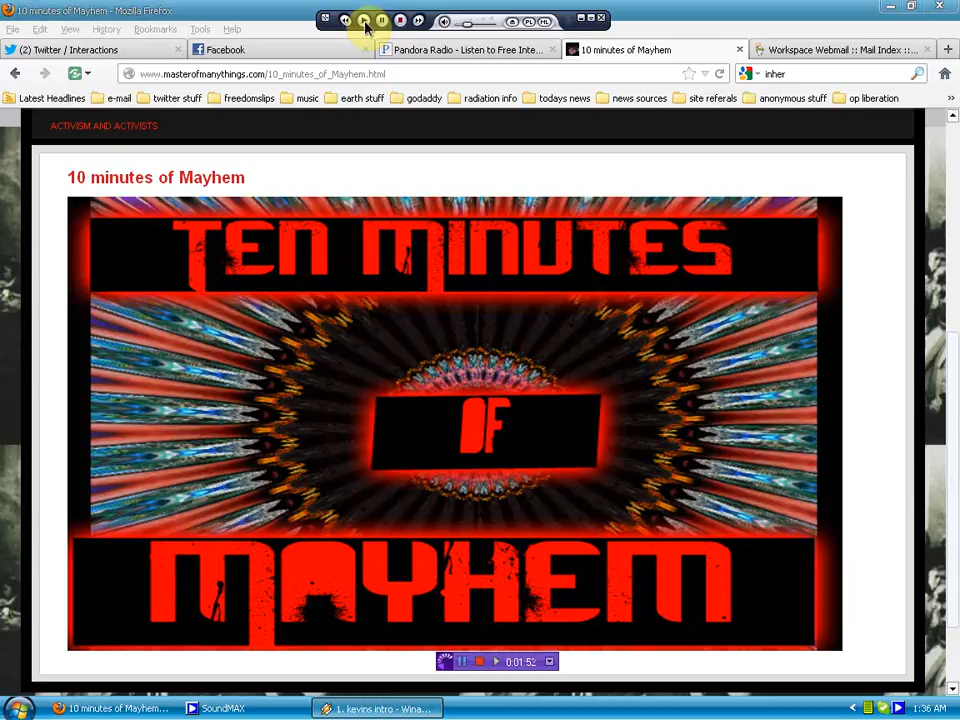 10 minutes of Mayhem - Mozilla Firefox
PL ML
File Edit View History Bookmarks Tools Help
(2) Twitter / Interactions × Facebook × Pandora Radio - Listen to Free Inte... × 10 minutes of Mayhem × Workspace Webmail :: Mail Index ::... × +
www.masterofmanythings.com/10_minutes_of_Mayhem.html inher
Latest Headlines e-mail twitter stuff freedomslips music earth stuff godaddy radiation info todays news news sources site referals anonymous stuff op liberation »
ACTIVISM AND ACTIVISTS
10 minutes of Mayhem
TEN MINUTES
OF
MAYHEM
0:01:52
10 minutes of Mayhem... SoundMAX 1. kevins intro - Wina... 1:36 AM